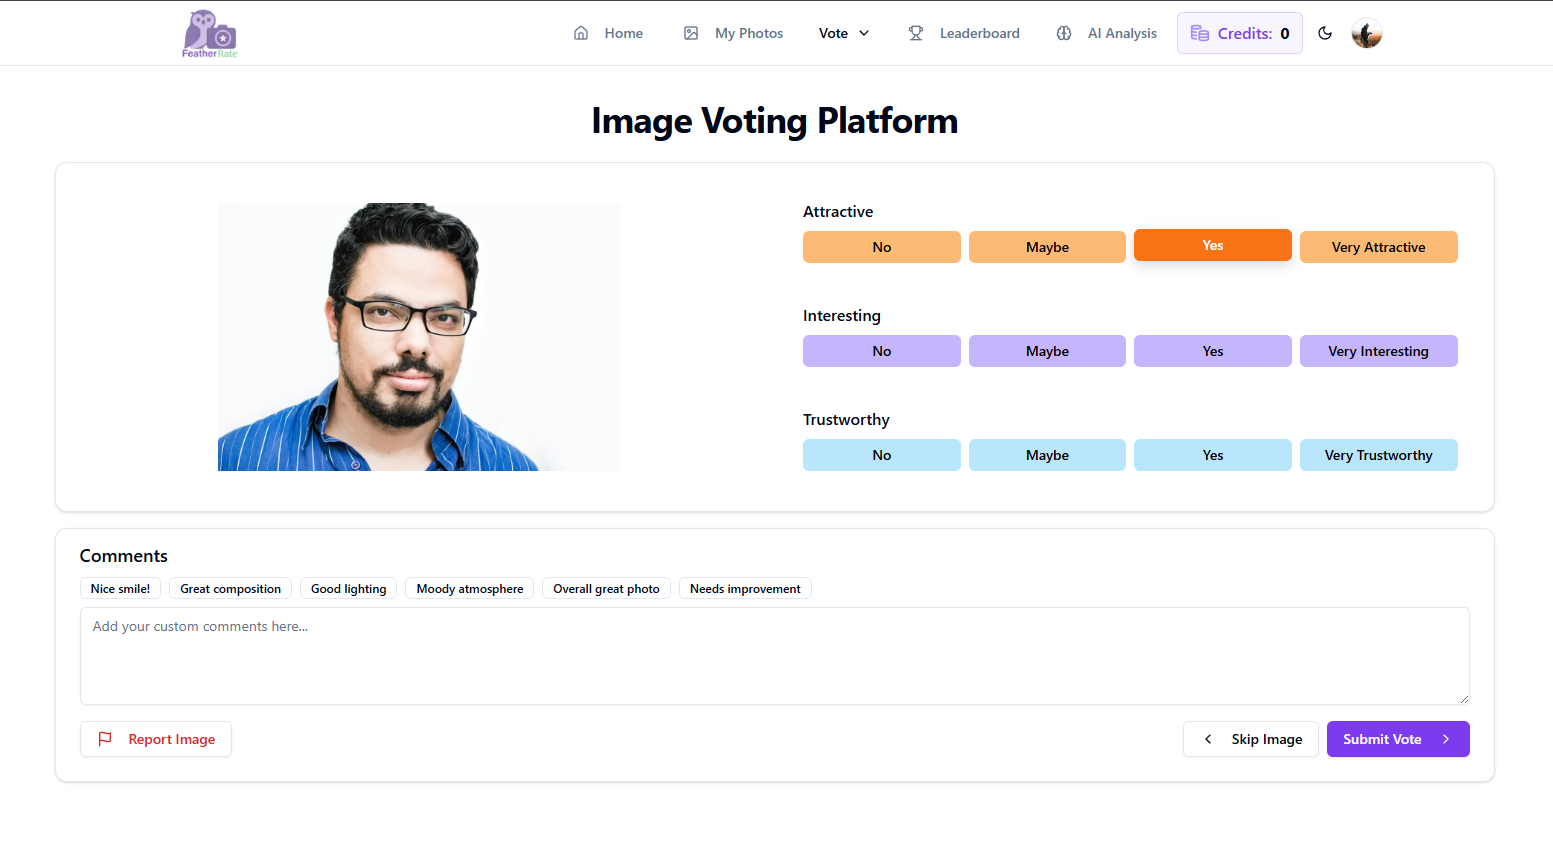 FeatherRate
Home
My Photos
Vote
Leaderboard
AI Analysis
Credits: 0
Image Voting Platform
Attractive
No
Maybe
Yes
Very Attractive
Interesting
No
Maybe
Yes
Very Interesting
Trustworthy
No
Maybe
Yes
Very Trustworthy
Comments
Nice smile!
Great composition
Good lighting
Moody atmosphere
Overall great photo
Needs improvement
Add your custom comments here...
Report Image
Skip Image
Submit Vote